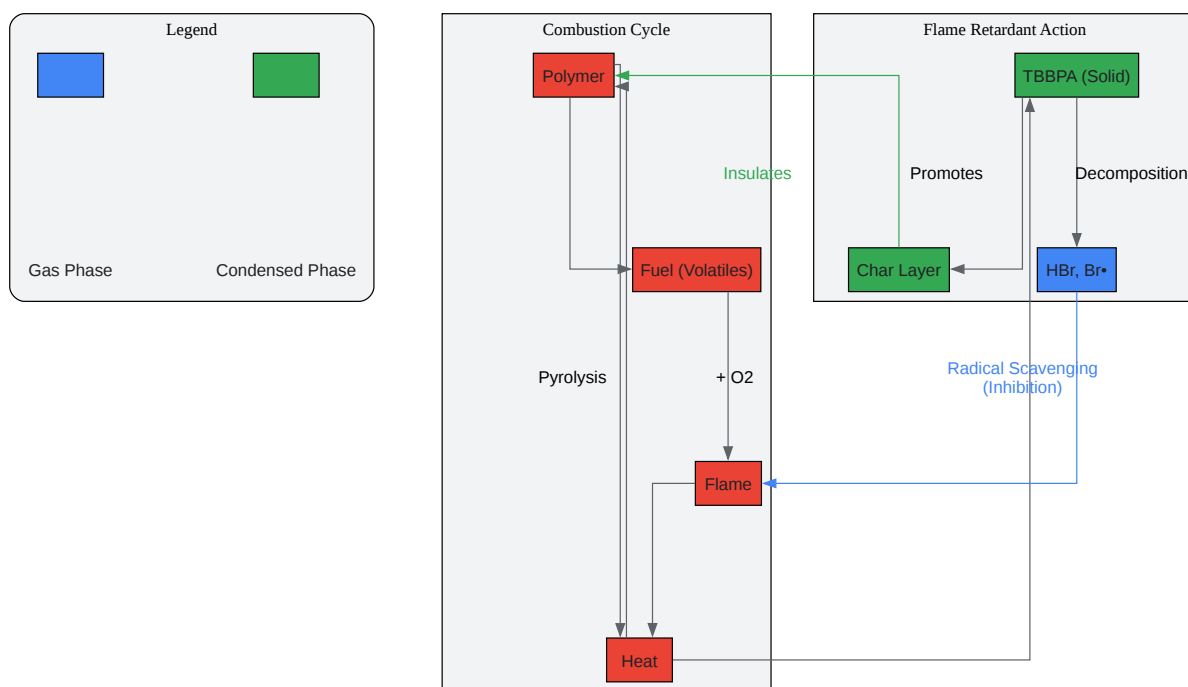 Legend
Gas Phase
Condensed Phase
Combustion Cycle
Polymer
Insulates
Fuel (Volatiles)
Pyrolysis
+ O2
Flame
Heat
Flame Retardant Action
TBBPA (Solid)
Promotes
Decomposition
Char Layer
HBr, Br•
Radical Scavenging
(Inhibition)